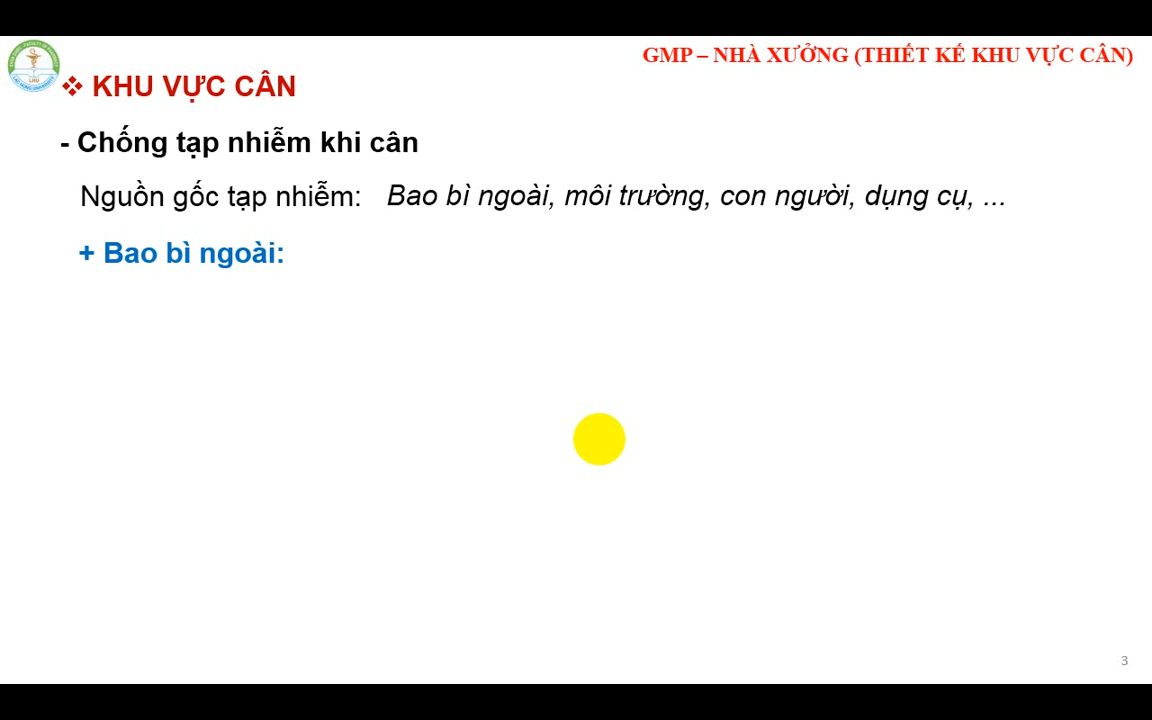 GMP – NHÀ XƯỞNG (THIẾT KẾ KHU VỰC CÂN)
❖ KHU VỰC CÂN
- Chống tạp nhiễm khi cân
Nguồn gốc tạp nhiễm: Bao bì ngoài, môi trường, con người, dụng cụ, ...
+ Bao bì ngoài:
3